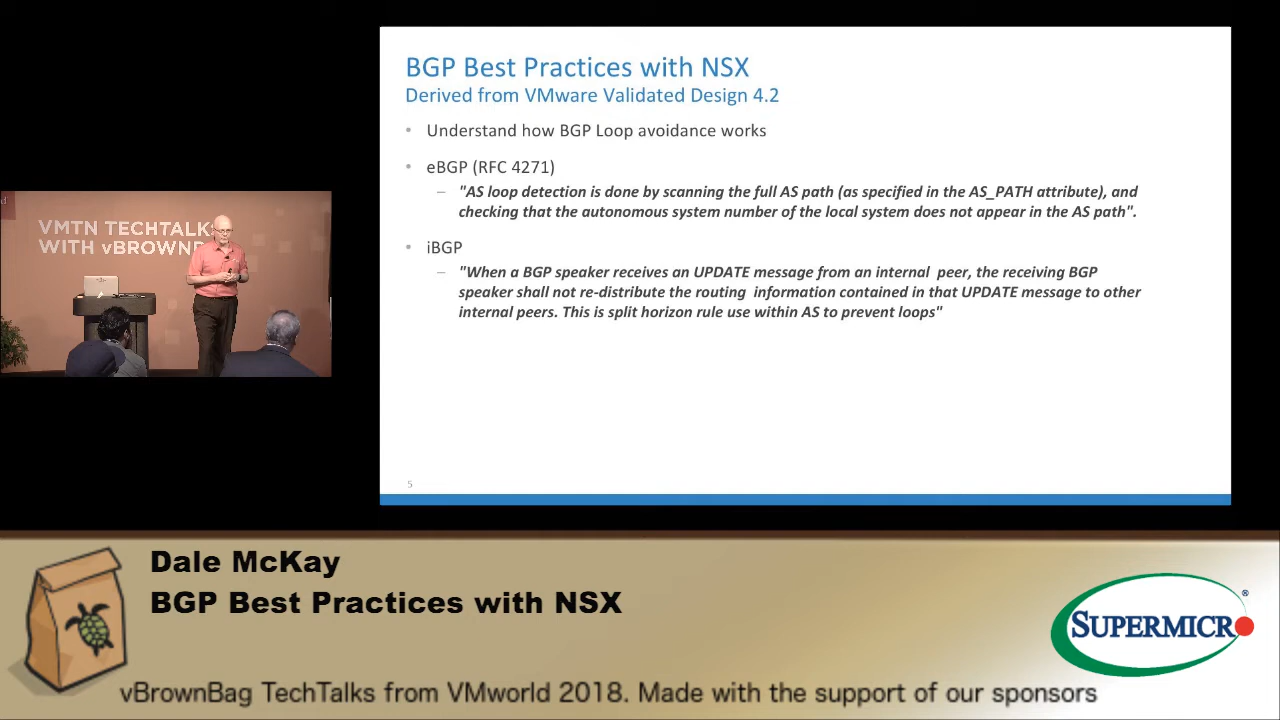 BGP Best Practices with NSX
Derived from VMware Validated Design 4.2
• Understand how BGP Loop avoidance works
• eBGP (RFC 4271)
– "AS loop detection is done by scanning the full AS path (as specified in the AS_PATH attribute), and
checking that the autonomous system number of the local system does not appear in the AS path".
• iBGP
– "When a BGP speaker receives an UPDATE message from an internal peer, the receiving BGP
speaker shall not re-distribute the routing information contained in that UPDATE message to other
internal peers. This is split horizon rule use within AS to prevent loops"
5
VMTN TECHTALK
WITH vBROWN
Dale McKay
BGP Best Practices with NSX
SUPERMICRO®
vBrownBag TechTalks from VMworld 2018. Made with the support of our sponsors